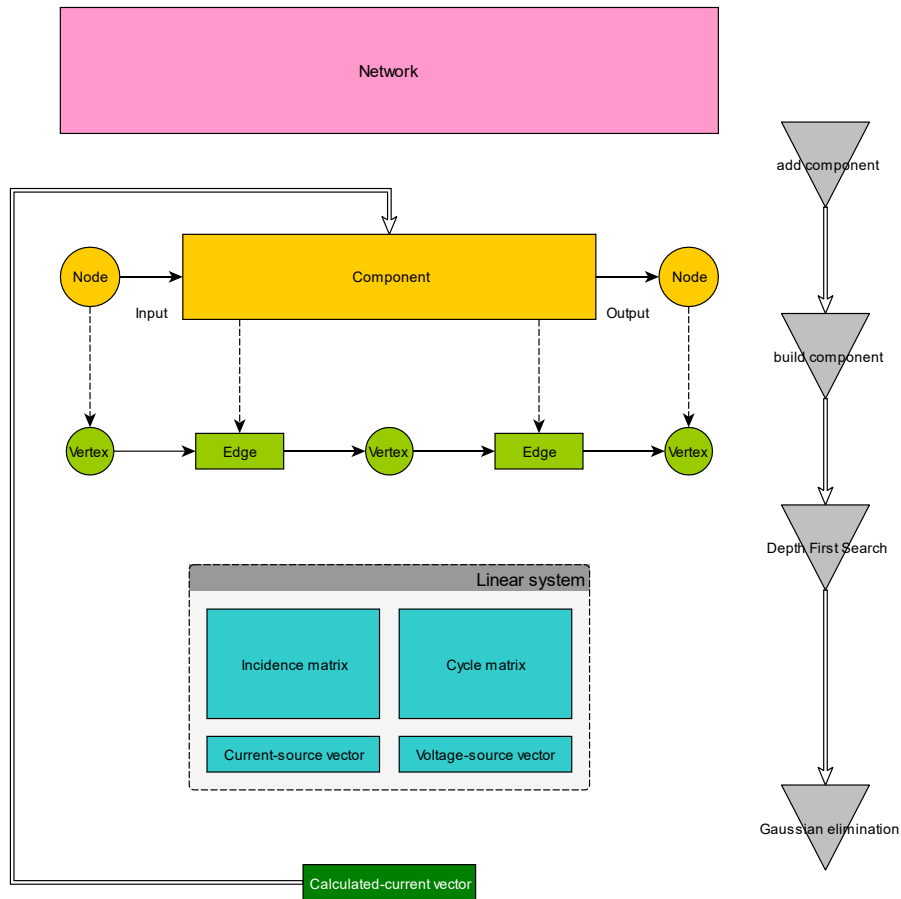 Network
add component
Node
Component
Node
Input
Output
build component
Vertex
Edge
Vertex
Edge
Vertex
Depth First Search
Linear system
Incidence matrix
Cycle matrix
Current-source vector
Voltage-source vector
Gaussian elimination
Calculated-current vector